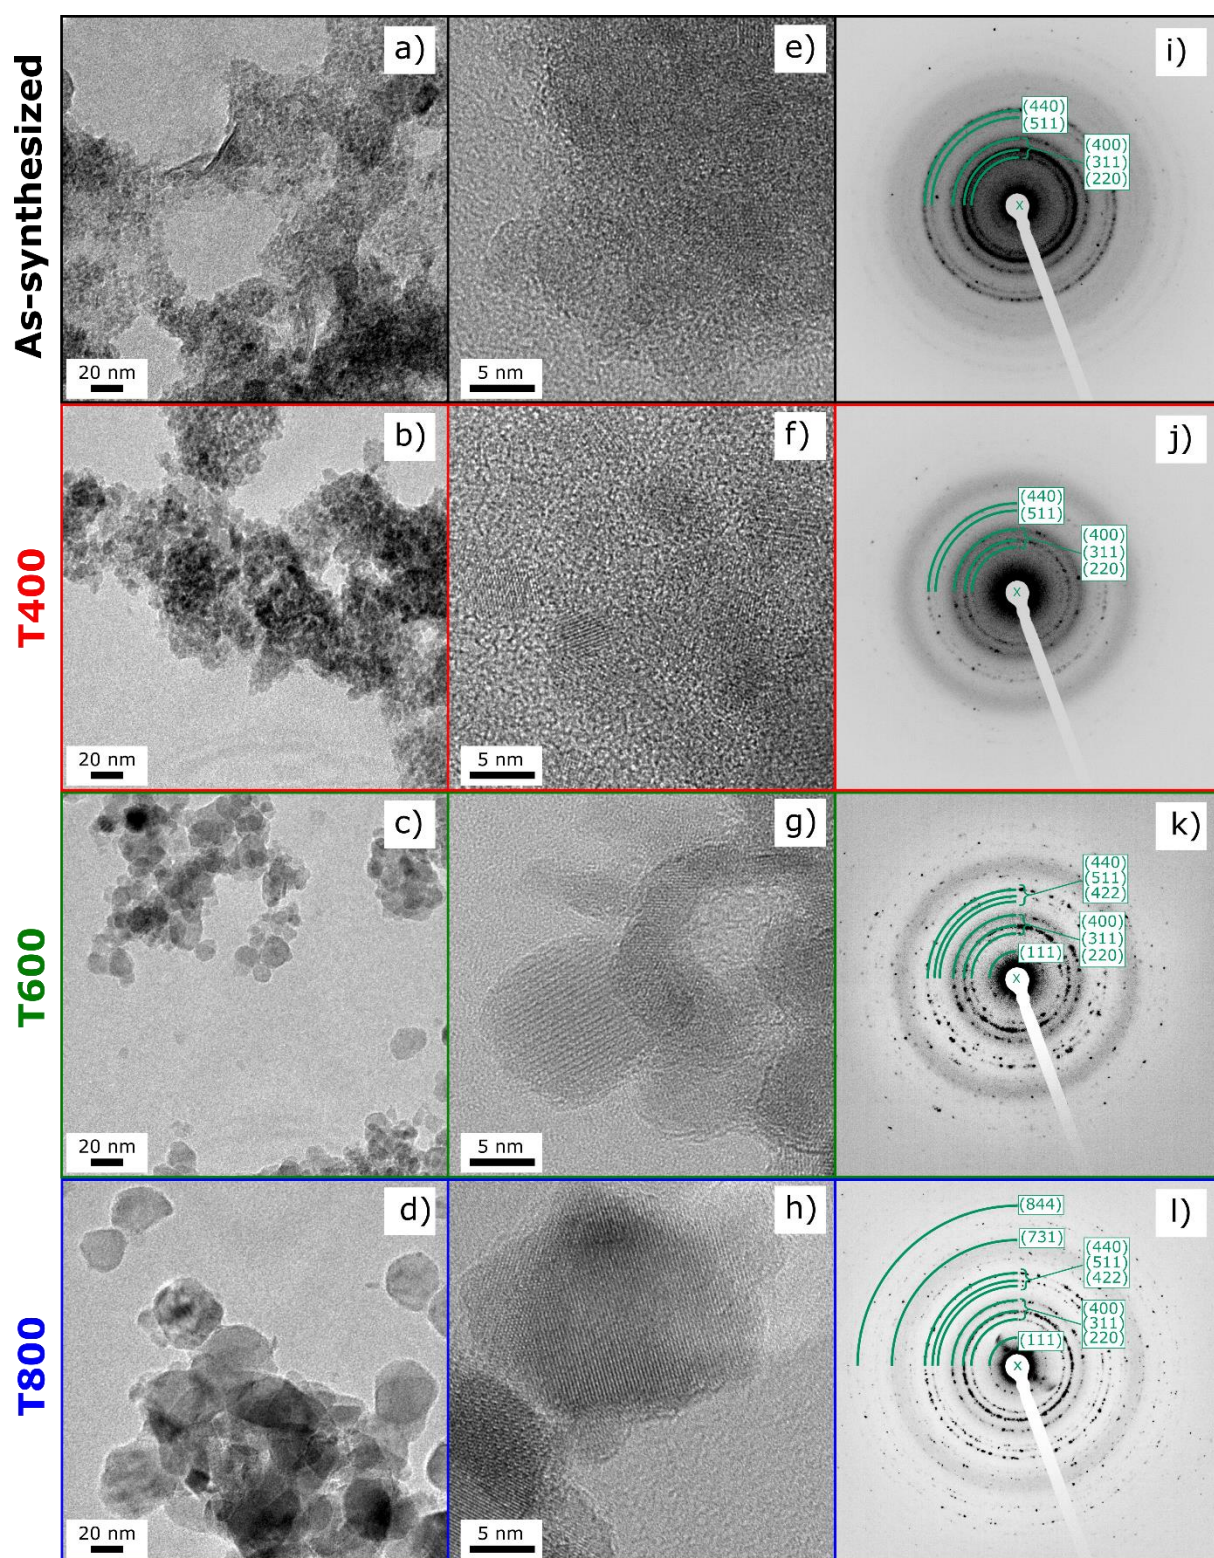 As-synthesized
a)
20 nm
e)
5 nm
i)
(440)
(511)
(400)
(311)
(220)
X
T400
b)
20 nm
f)
5 nm
j)
(440)
(511)
(400)
(311)
(220)
X
T600
c)
20 nm
g)
5 nm
k)
(440)
(511)
(422)
(400)
(311)
(220)
(111)
X
T800
d)
20 nm
h)
5 nm
l)
(844)
(731)
(440)
(511)
(422)
(400)
(311)
(220)
(111)
X